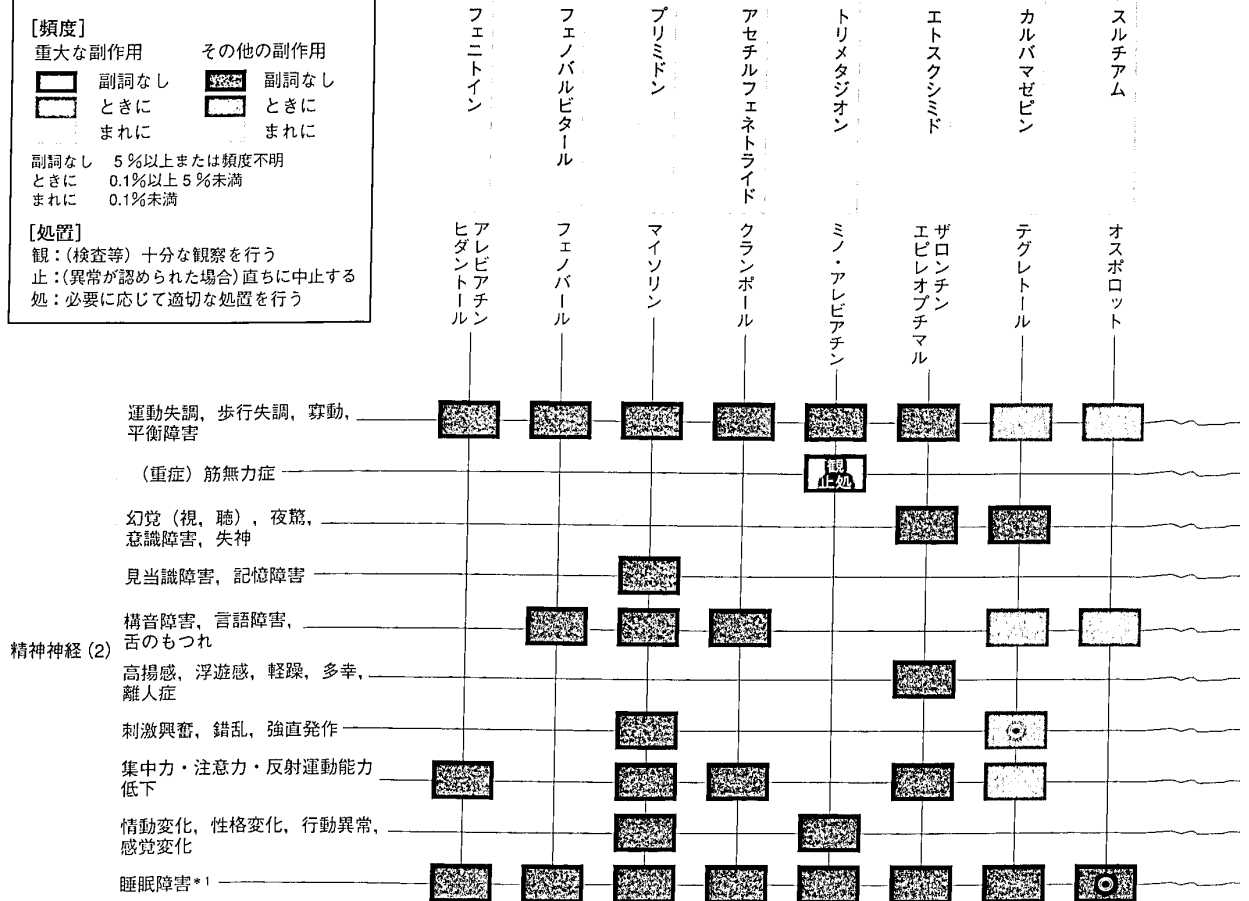 [頻度]
重大な副作用 その他の副作用
副詞なし 副詞なし
ときに ときに
まれに まれに
副詞なし 5%以上または頻度不明
ときに 0.1%以上5%未満
まれに 0.1%未満
[処置]
観:(検査等)十分な観察を行う
止:(異常が認められた場合)直ちに中止する
処:必要に応じて適切な処置を行う
フェニトイン
フェノバルビタール
プリミドン
アセチルフェネトライド
トリメタジオン
エトスクシミド
カルバマゼピン
スルチアム
アレビアチン
ヒダントール
フェノバール
マイソリン
クランポール
ミノ・アレビアチン
ザロンチン
エピレオプチマル
テグレトール
オスポロット
運動失調,歩行失調,寡動,
平衡障害
(重症)筋無力症
観
止処
幻覚(視,聴),夜驚,
意識障害,失神
見当識障害,記憶障害
精神神経(2)
構音障害,言語障害,
舌のもつれ
高揚感,浮遊感,軽躁,多幸,
離人症
刺激興奮,錯乱,強直発作
集中力・注意力・反射運動能力
低下
情動変化,性格変化,行動異常,
感覚変化
睡眠障害*1